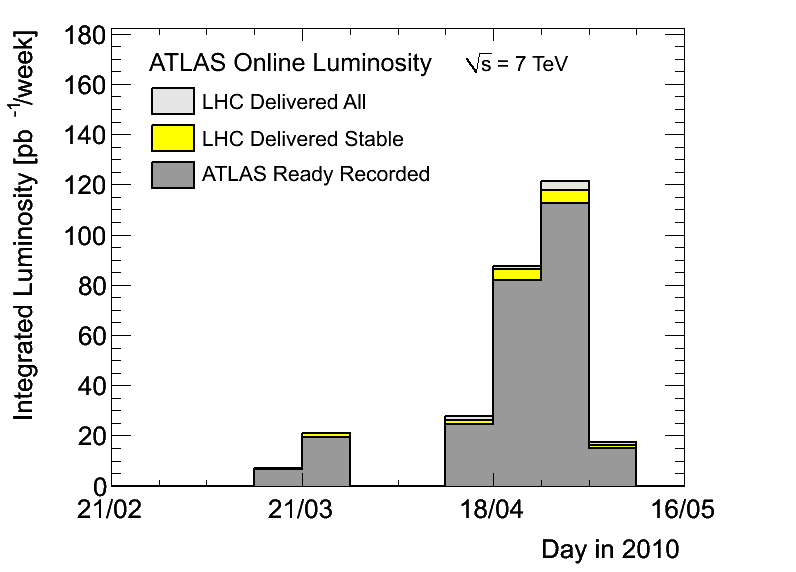 ATLAS Online Luminosity √s = 7 TeV
LHC Delivered All
LHC Delivered Stable
ATLAS Ready Recorded
Integrated Luminosity [pb⁻¹/week]
180
160
140
120
100
80
60
40
20
0
21/02 21/03 18/04 16/05
Day in 2010